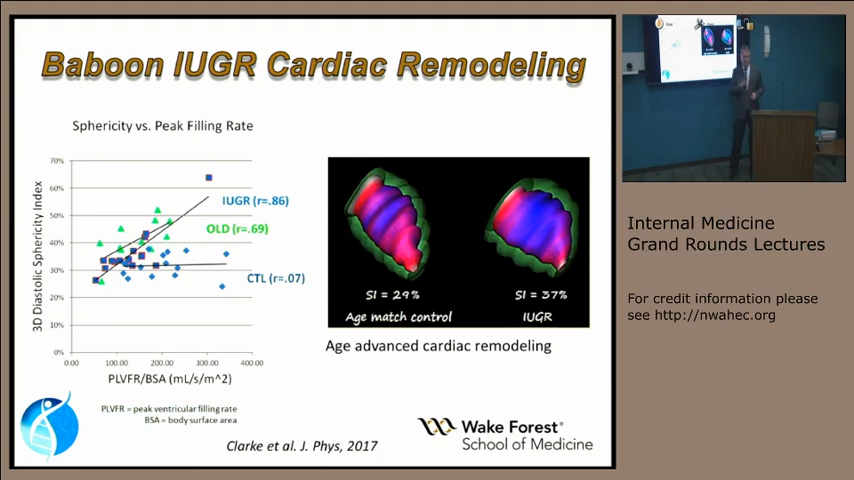 Baboon IUGR Cardiac Remodeling
Sphericity vs. Peak Filling Rate
70%
60%
50%
40%
30%
20%
10%
0%
3D Diastolic Sphericity Index
IUGR (r=.86)
OLD (r=.69)
CTL (r=.07)
0.00 100.00 200.00 300.00 400.00
PLVFR/BSA (mL/s/m^2)
PLVFR = peak ventricular filling rate
BSA = body surface area
SI = 29%
Age match control
SI = 37%
IUGR
Age advanced cardiac remodeling
Clarke et al. J. Phys, 2017
Wake Forest®
School of Medicine
Internal Medicine
Grand Rounds Lectures
For credit information please
see http://nwahec.org